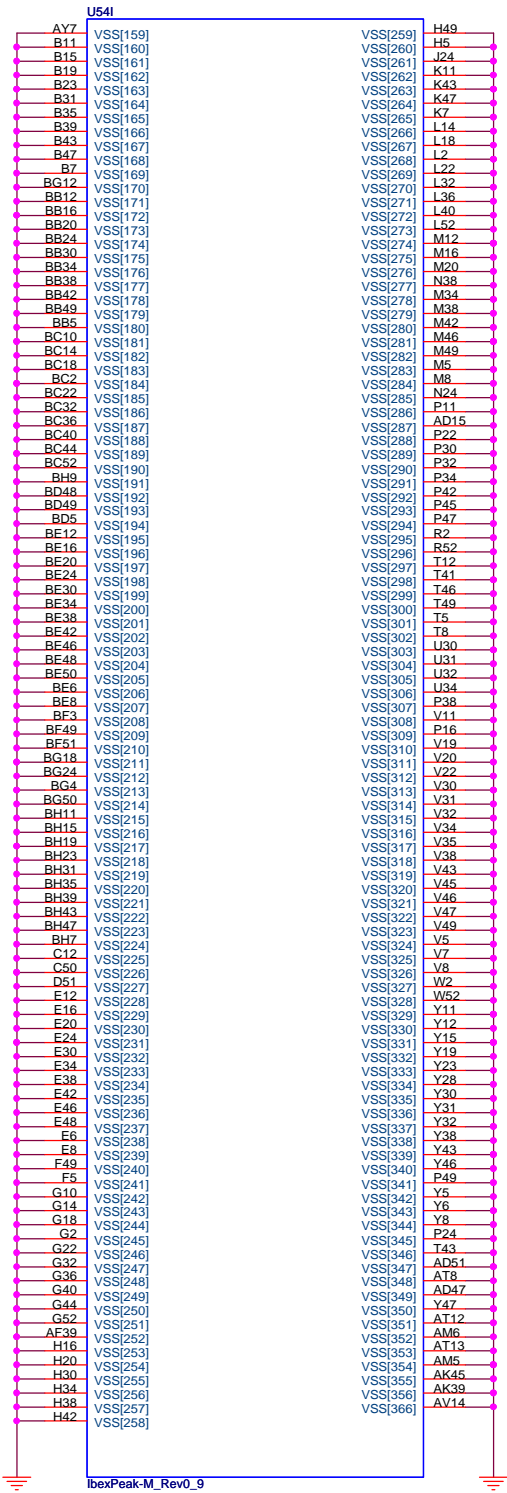 U54I
AY7 VSS[159] VSS[259] H49
B11 VSS[160] VSS[260] H5
B15 VSS[161] VSS[261] J24
B19 VSS[162] VSS[262] K11
B23 VSS[163] VSS[263] K43
B31 VSS[164] VSS[264] K47
B35 VSS[165] VSS[265] K7
B39 VSS[166] VSS[266] L14
B43 VSS[167] VSS[267] L18
B47 VSS[168] VSS[268] L2
B7 VSS[169] VSS[269] L22
BG12 VSS[170] VSS[270] L32
BB12 VSS[171] VSS[271] L36
BB16 VSS[172] VSS[272] L40
BB20 VSS[173] VSS[273] L52
BB24 VSS[174] VSS[274] M12
BB30 VSS[175] VSS[275] M16
BB34 VSS[176] VSS[276] M20
BB38 VSS[177] VSS[277] N38
BB42 VSS[178] VSS[278] M34
BB49 VSS[179] VSS[279] M38
BB5 VSS[180] VSS[280] M42
BC10 VSS[181] VSS[281] M46
BC14 VSS[182] VSS[282] M49
BC18 VSS[183] VSS[283] M5
BC2 VSS[184] VSS[284] M8
BC22 VSS[185] VSS[285] N24
BC32 VSS[186] VSS[286] P11
BC36 VSS[187] VSS[287] AD15
BC40 VSS[188] VSS[288] P22
BC44 VSS[189] VSS[289] P30
BC52 VSS[190] VSS[290] P32
BH9 VSS[191] VSS[291] P34
BD48 VSS[192] VSS[292] P42
BD49 VSS[193] VSS[293] P45
BD5 VSS[194] VSS[294] P47
BE12 VSS[195] VSS[295] R2
BE16 VSS[196] VSS[296] R52
BE20 VSS[197] VSS[297] T12
BE24 VSS[198] VSS[298] T41
BE30 VSS[199] VSS[299] T46
BE34 VSS[200] VSS[300] T49
BE38 VSS[201] VSS[301] T5
BE42 VSS[202] VSS[302] T8
BE46 VSS[203] VSS[303] U30
BE48 VSS[204] VSS[304] U31
BE50 VSS[205] VSS[305] U32
BE6 VSS[206] VSS[306] U34
BE8 VSS[207] VSS[307] P38
BF3 VSS[208] VSS[308] V11
BF49 VSS[209] VSS[309] P16
BF51 VSS[210] VSS[310] V19
BG18 VSS[211] VSS[311] V20
BG24 VSS[212] VSS[312] V22
BG4 VSS[213] VSS[313] V30
BG50 VSS[214] VSS[314] V31
BH11 VSS[215] VSS[315] V32
BH15 VSS[216] VSS[316] V34
BH19 VSS[217] VSS[317] V35
BH23 VSS[218] VSS[318] V38
BH31 VSS[219] VSS[319] V43
BH35 VSS[220] VSS[320] V45
BH39 VSS[221] VSS[321] V46
BH43 VSS[222] VSS[322] V47
BH47 VSS[223] VSS[323] V49
BH7 VSS[224] VSS[324] V5
C12 VSS[225] VSS[325] V7
C50 VSS[226] VSS[326] V8
D51 VSS[227] VSS[327] W2
E12 VSS[228] VSS[328] W52
E16 VSS[229] VSS[329] Y11
E20 VSS[230] VSS[330] Y12
E24 VSS[231] VSS[331] Y15
E30 VSS[232] VSS[332] Y19
E34 VSS[233] VSS[333] Y23
E38 VSS[234] VSS[334] Y28
E42 VSS[235] VSS[335] Y30
E46 VSS[236] VSS[336] Y31
E48 VSS[237] VSS[337] Y32
E6 VSS[238] VSS[338] Y38
E8 VSS[239] VSS[339] Y43
F49 VSS[240] VSS[340] Y46
F5 VSS[241] VSS[341] P49
G10 VSS[242] VSS[342] Y5
G14 VSS[243] VSS[343] Y6
G18 VSS[244] VSS[344] Y8
G2 VSS[245] VSS[345] P24
G22 VSS[246] VSS[346] T43
G32 VSS[247] VSS[347] AD51
G36 VSS[248] VSS[348] AT8
G40 VSS[249] VSS[349] AD47
G44 VSS[250] VSS[350] Y47
G52 VSS[251] VSS[351] AT12
AF39 VSS[252] VSS[352] AM6
H16 VSS[253] VSS[353] AT13
H20 VSS[254] VSS[354] AM5
H30 VSS[255] VSS[355] AK45
H34 VSS[256] VSS[356] AK39
H38 VSS[257] VSS[366] AV14
H42 VSS[258]
IbexPeak-M_Rev0_9